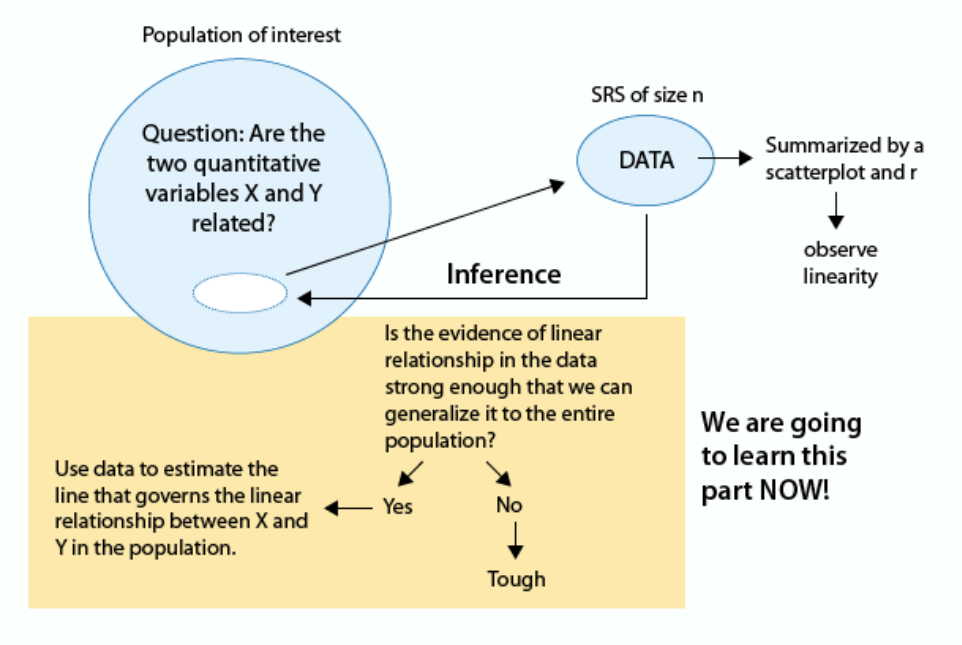 Population of interest
Question: Are the
two quantitative
variables X and Y
related?
SRS of size n
DATA
Summarized by a
scatterplot and r
observe
linearity
Inference
Is the evidence of linear
relationship in the data
strong enough that we can
generalize it to the entire
population?
Yes
No
Use data to estimate the
line that governs the linear
relationship between X and
Y in the population.
Tough
We are going
to learn this
part NOW!